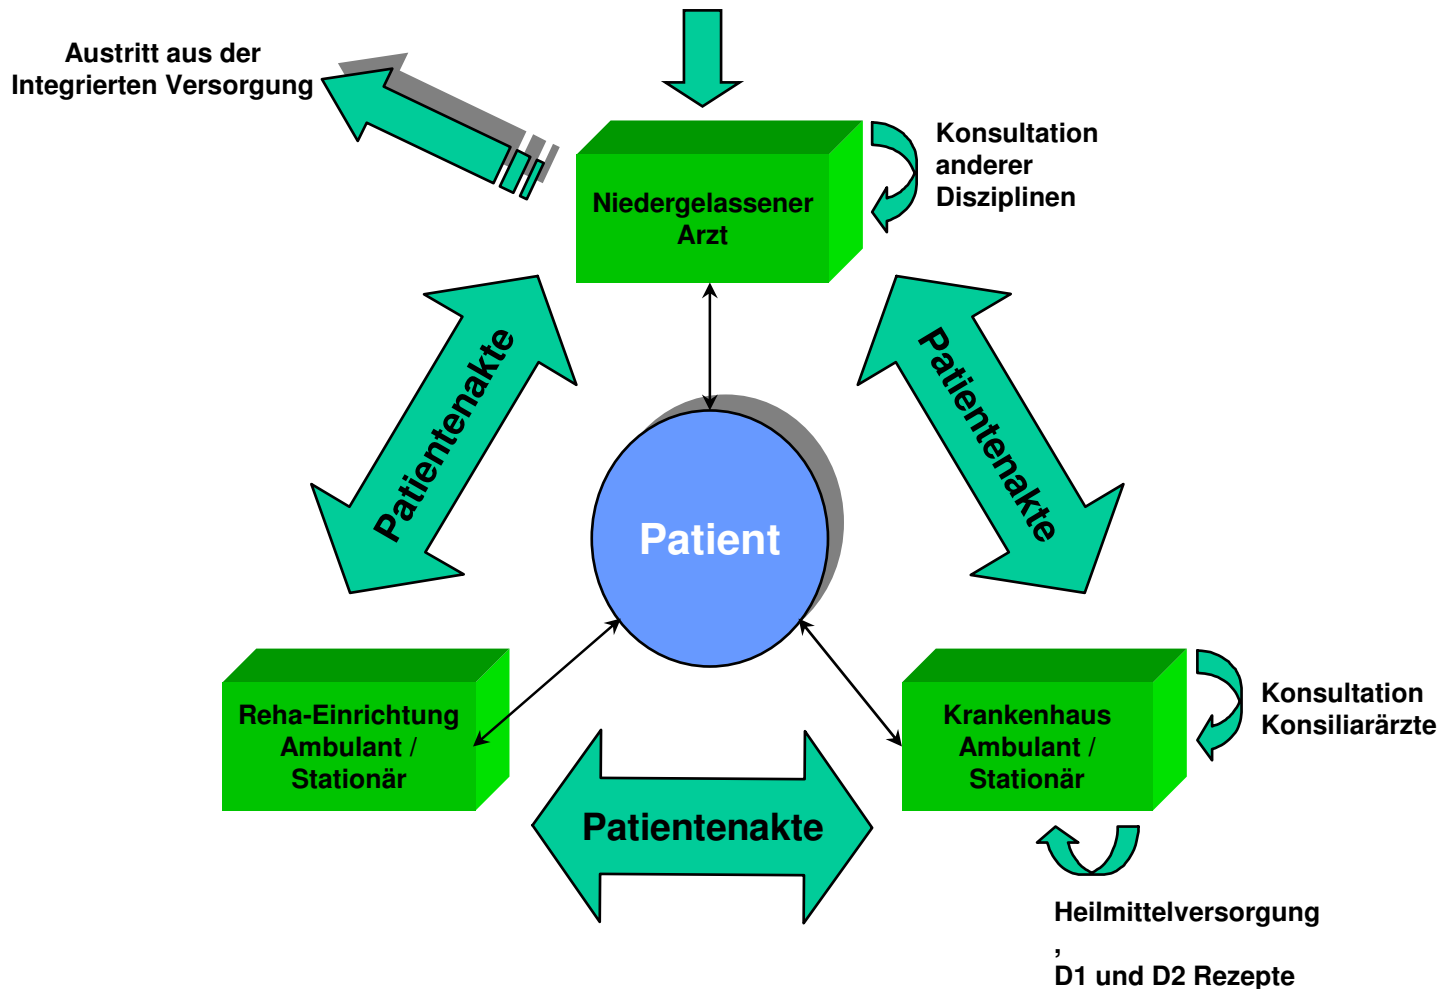 Austritt aus der
Integrierten Versorgung
Konsultation
anderer
Disziplinen
Niedergelassener
Arzt
Patientenakte
Patientenakte
Patient
Reha-Einrichtung
Ambulant /
Stationär
Krankenhaus
Ambulant /
Stationär
Konsultation
Konsiliarärzte
Patientenakte
Heilmittelversorgung
,
D1 und D2 Rezepte